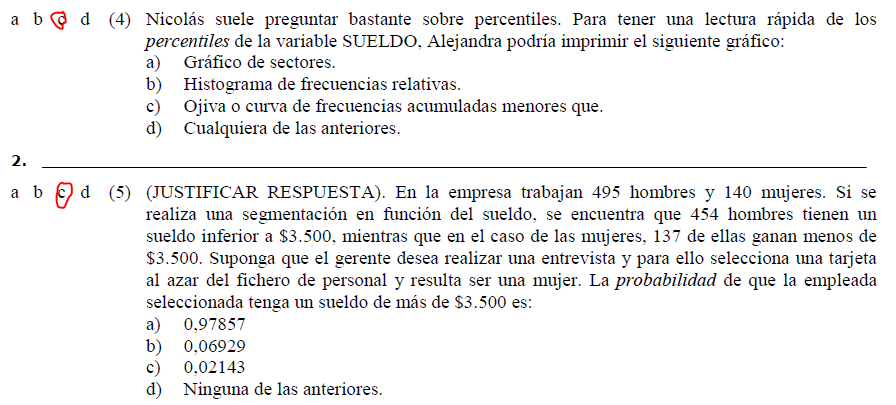 a b c d (4) Nicolás suele preguntar bastante sobre percentiles. Para tener una lectura rápida de los
percentiles de la variable SUELDO, Alejandra podría imprimir el siguiente gráfico:
a) Gráfico de sectores.
b) Histograma de frecuencias relativas.
c) Ojiva o curva de frecuencias acumuladas menores que.
d) Cualquiera de las anteriores.
2.
a b c d (5) (JUSTIFICAR RESPUESTA). En la empresa trabajan 495 hombres y 140 mujeres. Si se
realiza una segmentación en función del sueldo, se encuentra que 454 hombres tienen un
sueldo inferior a $3.500, mientras que en el caso de las mujeres, 137 de ellas ganan menos de
$3.500. Suponga que el gerente desea realizar una entrevista y para ello selecciona una tarjeta
al azar del fichero de personal y resulta ser una mujer. La probabilidad de que la empleada
seleccionada tenga un sueldo de más de $3.500 es:
a) 0,97857
b) 0,06929
c) 0,02143
d) Ninguna de las anteriores.